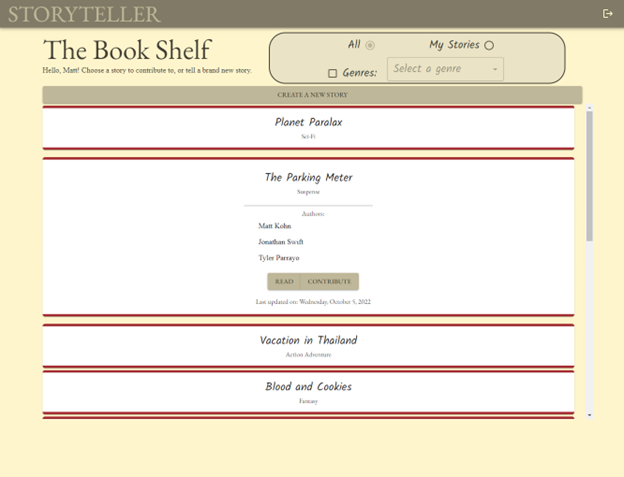 STORYTELLER
The Book Shelf
Hello, Matt! Choose a story to contribute to, or tell a brand new story.
All
My Stories
Genres:
Select a genre
CREATE A NEW STORY
Planet Paralax
Sci-Fi
The Parking Meter
Suspense
Authors:
Matt Kohn
Jonathan Swift
Tyler Parrayo
READ
CONTRIBUTE
Last updated on: Wednesday, October 5, 2022
Vacation in Thailand
Action Adventure
Blood and Cookies
Fantasy